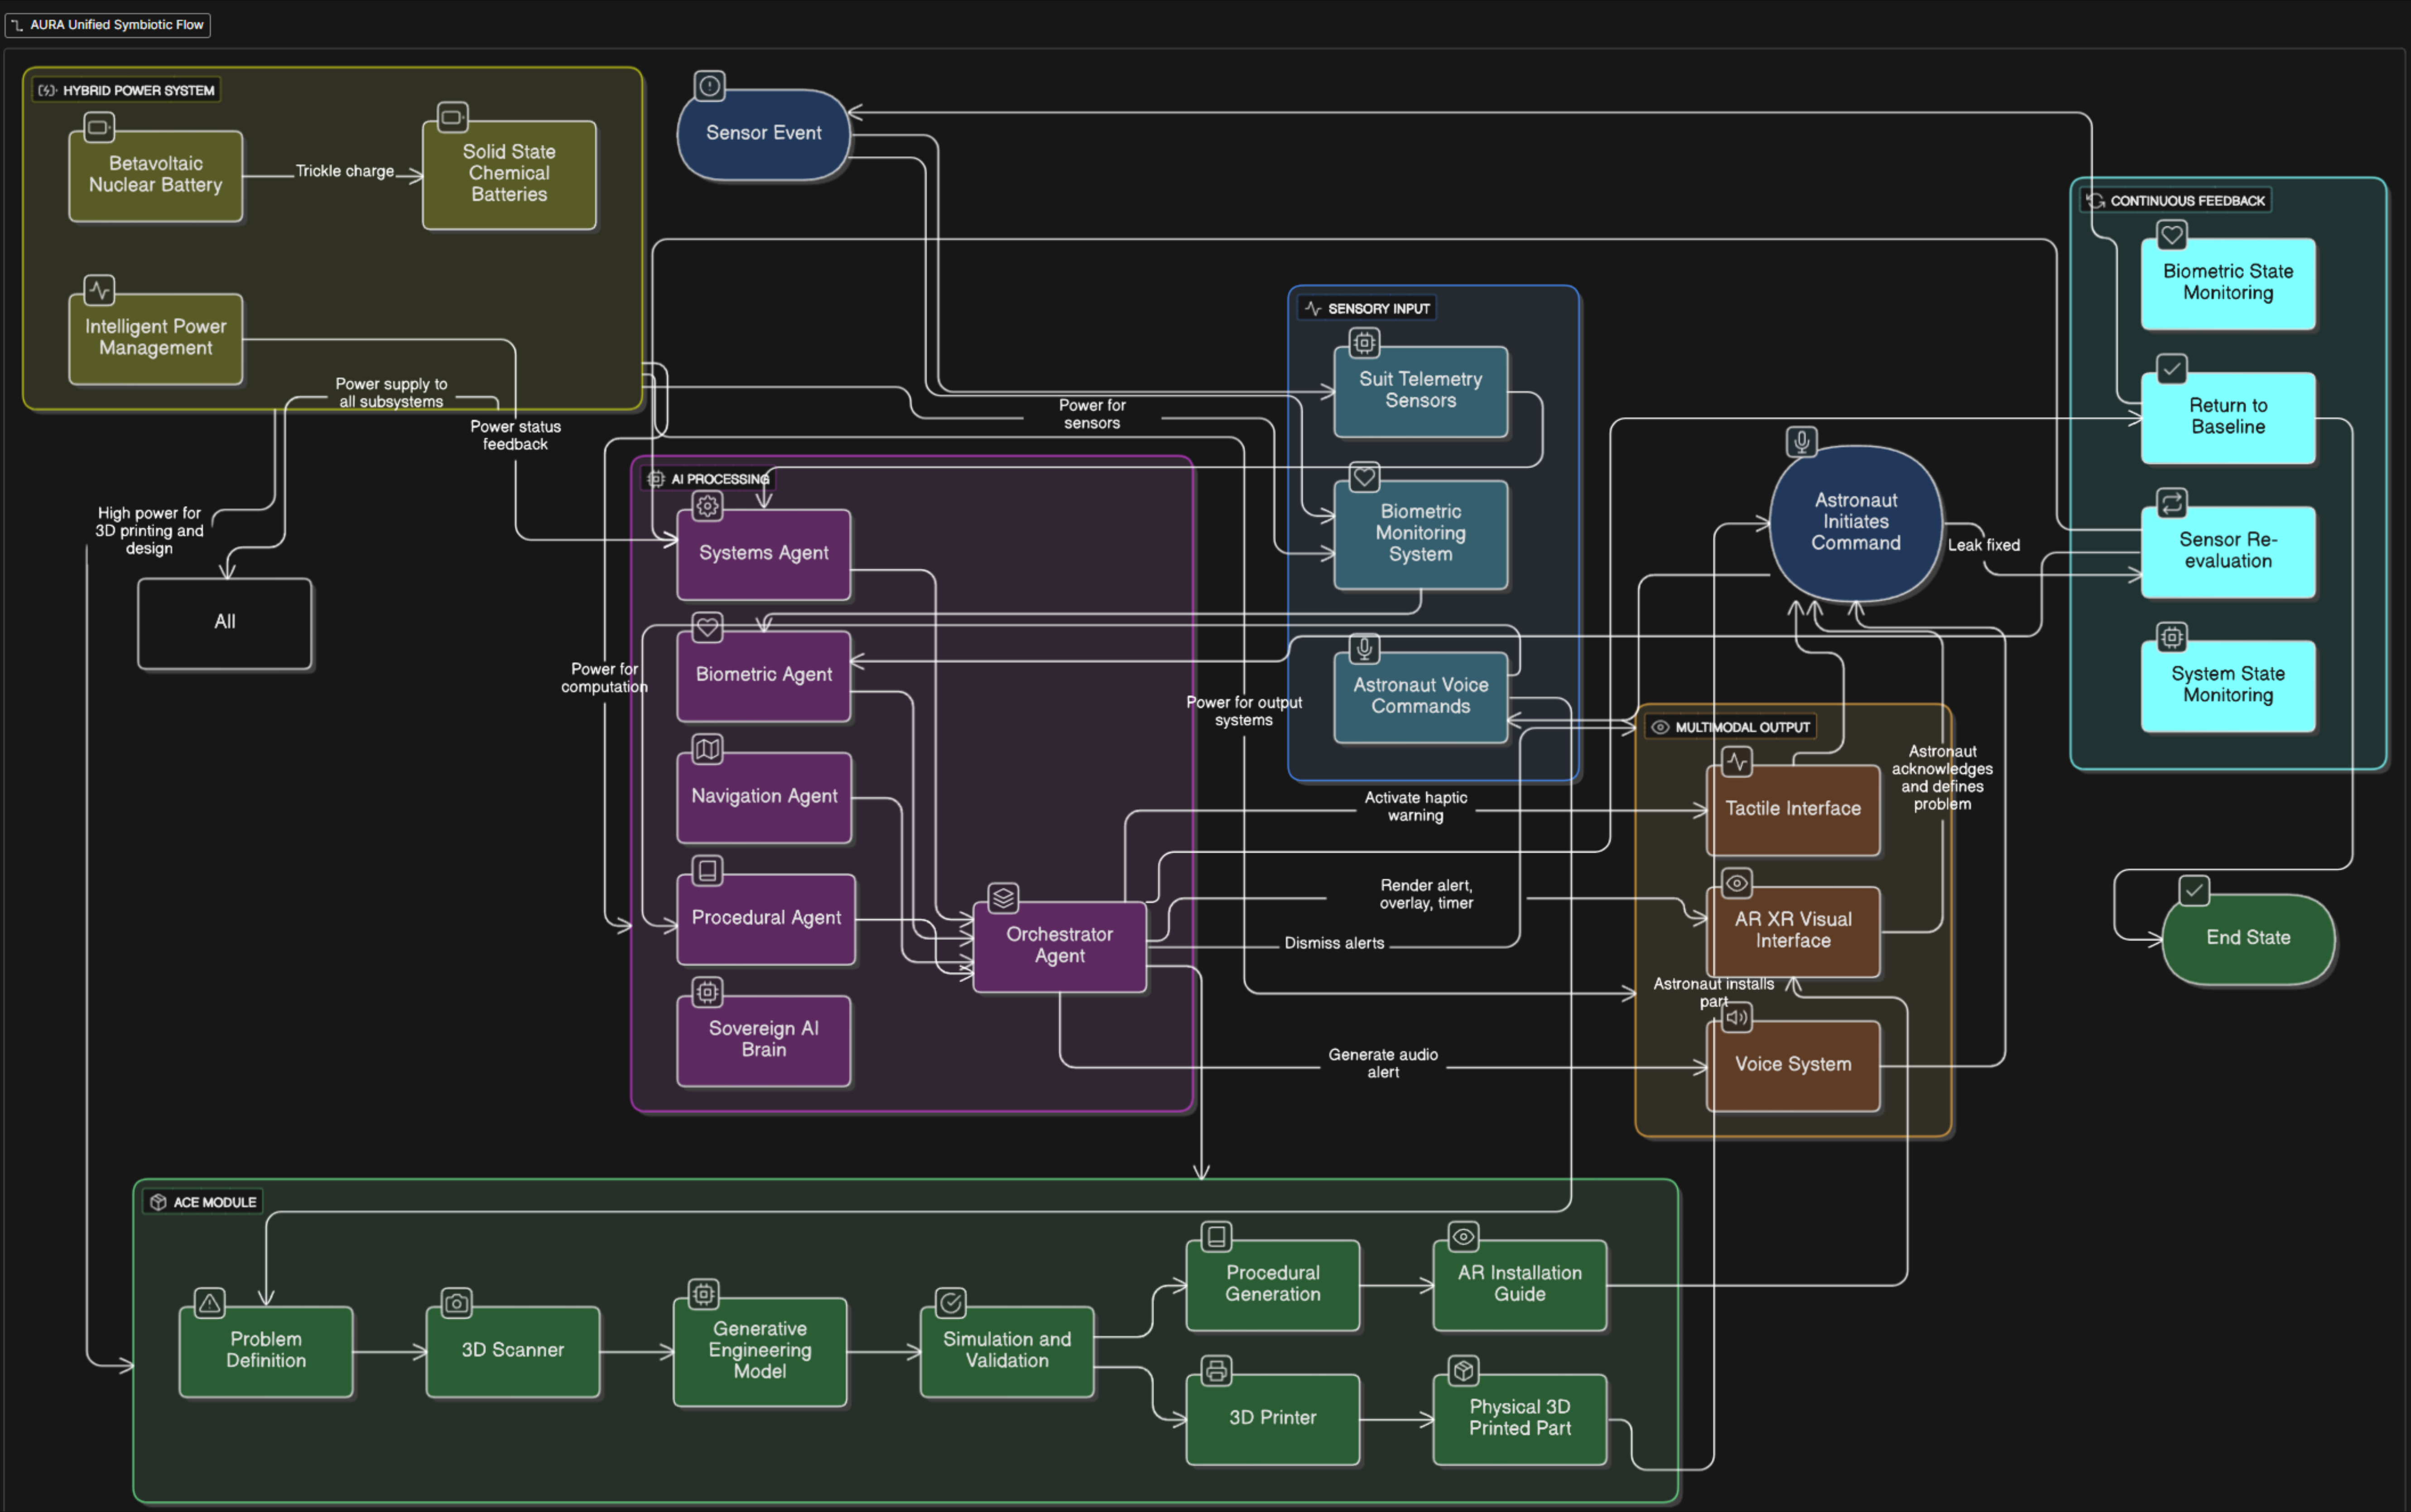 AURA Unified Symbiotic Flow
HYBRID POWER SYSTEM
Betavoltaic
Nuclear Battery
Trickle charge
Solid State
Chemical
Batteries
Intelligent Power
Management
Power supply to
all subsystems
Power status
feedback
High power for
3D printing and
design
All
Sensor Event
Power for
sensors
SENSORY INPUT
Suit Telemetry
Sensors
Biometric
Monitoring
System
Astronaut Voice
Commands
AI PROCESSING
Systems Agent
Biometric Agent
Navigation Agent
Procedural Agent
Sovereign AI
Brain
Orchestrator
Agent
Power for
computation
Power for output
systems
Activate haptic
warning
Render alert,
overlay, timer
Dismiss alerts
Generate audio
alert
Astronaut
Initiates
Command
Leak fixed
MULTIMODAL OUTPUT
Tactile Interface
AR XR Visual
Interface
Astronaut installs
part
Voice System
Astronaut
acknowledges
and defines
problem
CONTINUOUS FEEDBACK
Biometric State
Monitoring
Return to
Baseline
Sensor Re-
evaluation
System State
Monitoring
End State
ACE MODULE
Problem
Definition
3D Scanner
Generative
Engineering
Model
Simulation and
Validation
Procedural
Generation
AR Installation
Guide
3D Printer
Physical 3D
Printed Part